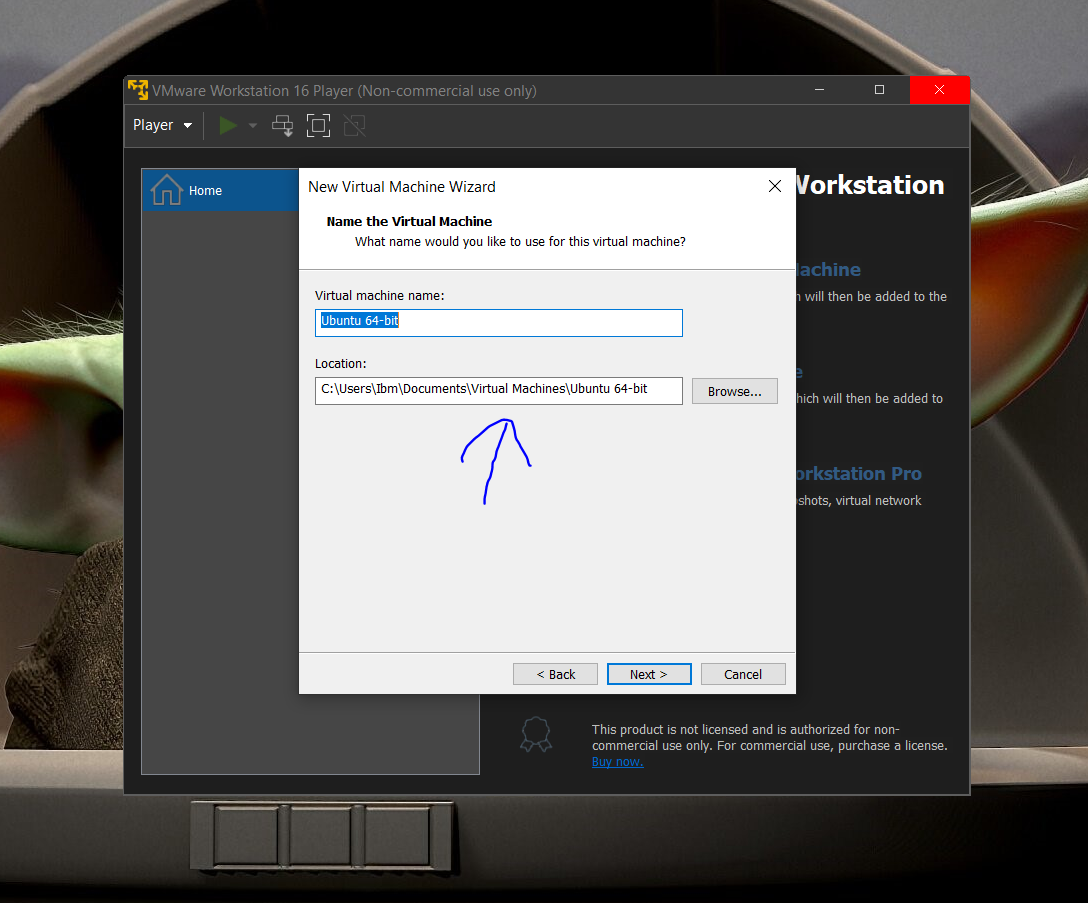 VMware Workstation 16 Player (Non-commercial use only)
Player
Home
New Virtual Machine Wizard
Name the Virtual Machine
What name would you like to use for this virtual machine?
Virtual machine name:
Ubuntu 64-bit
Location:
C:\Users\Ibm\Documents\Virtual Machines\Ubuntu 64-bit
Browse...
< Back
Next >
Cancel
Workstation
achine
will then be added to the
hich will then be added to
orkstation Pro
shots, virtual network
This product is not licensed and is authorized for non-
commercial use only. For commercial use, purchase a license.
Buy now.